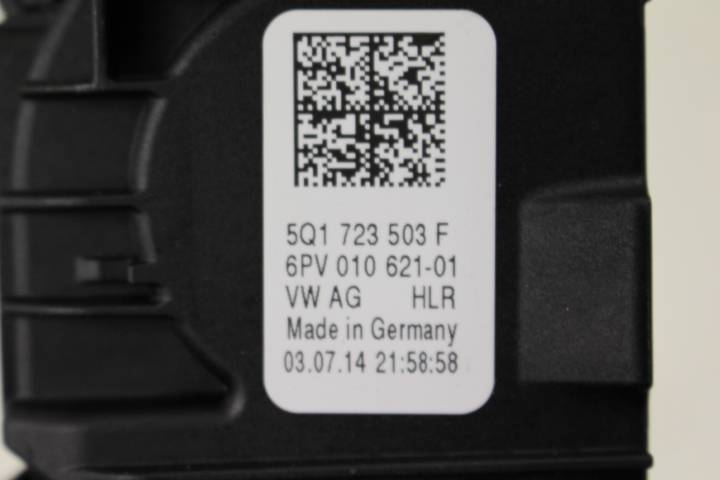 5Q1 723 503 F
6PV 010 621-01
VW AG HLR
Made in Germany
03.07.14 21:58:58